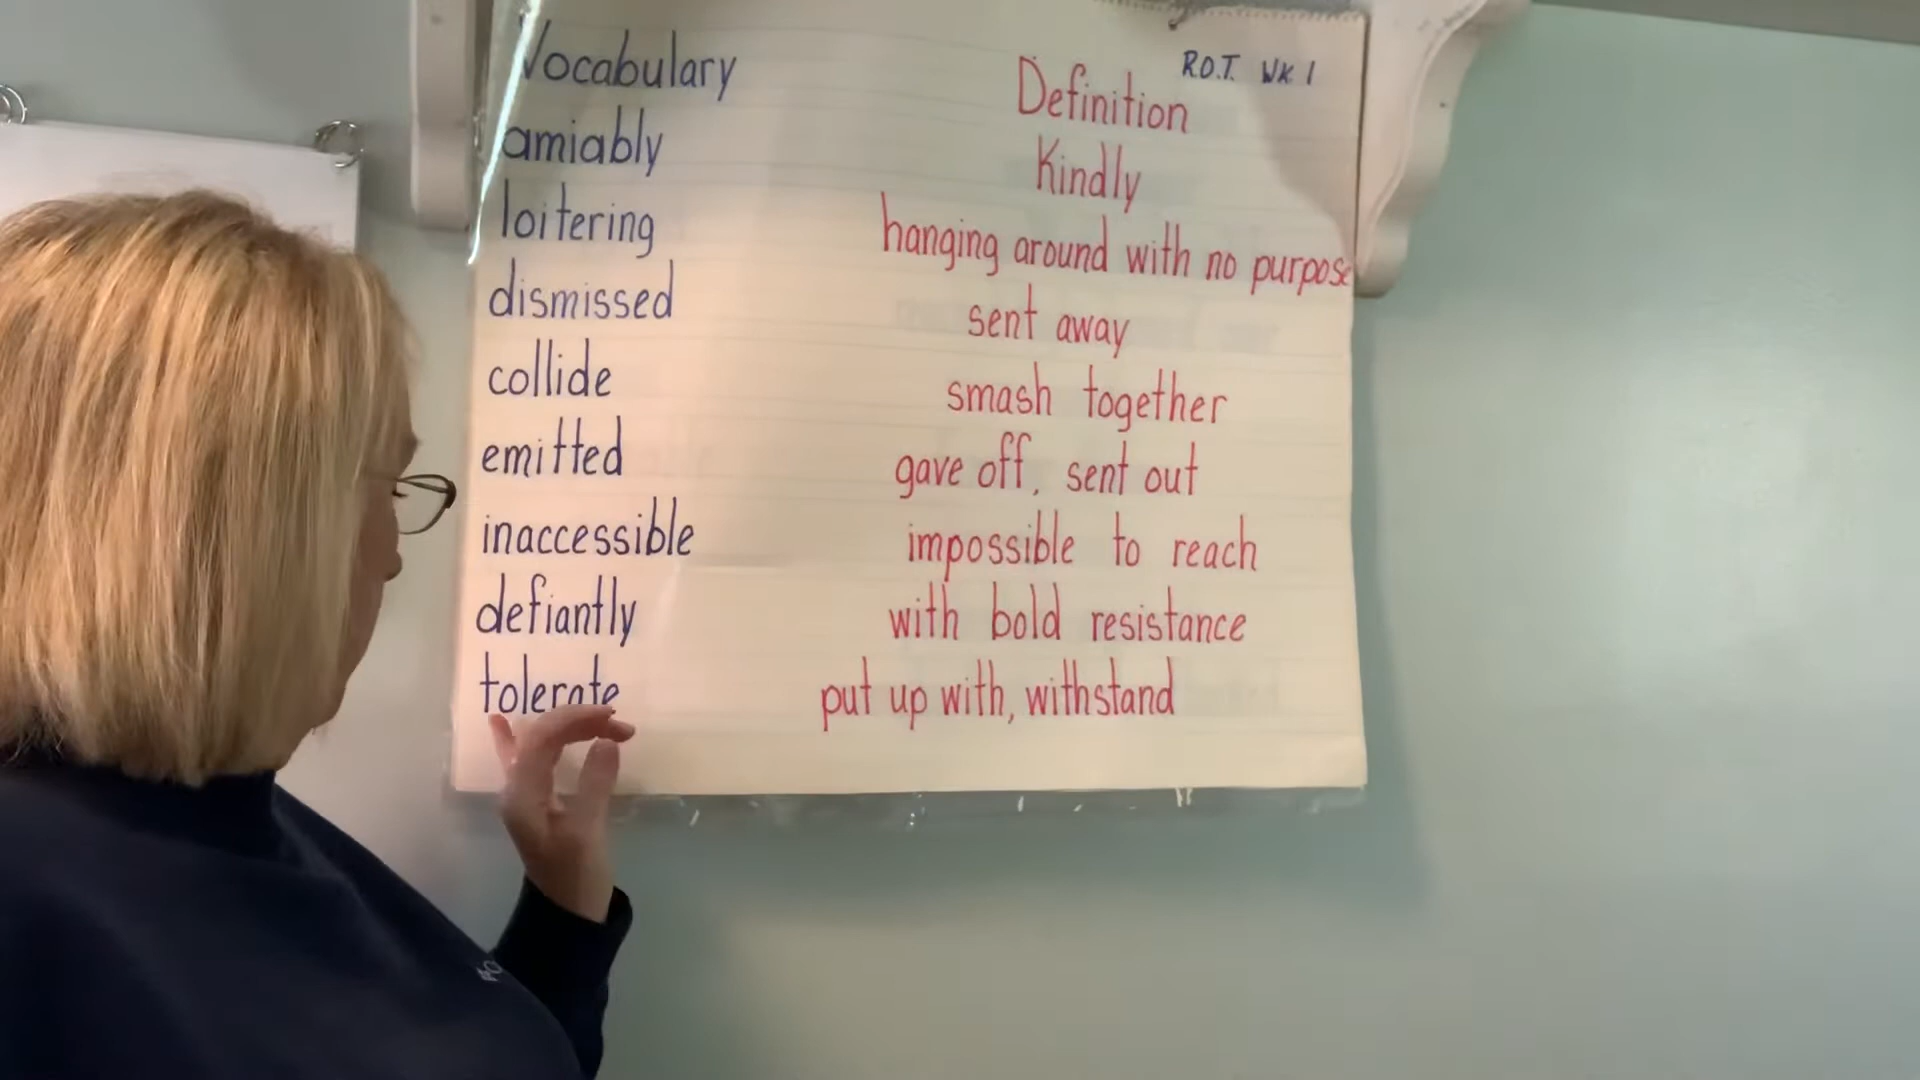 R.O.T. WK 1
Vocabulary Definition
amiably Kindly
loitering hanging around with no purpose
dismissed sent away
collide smash together
emitted gave off, sent out
inaccessible impossible to reach
defiantly with bold resistance
tolerate put up with, withstand